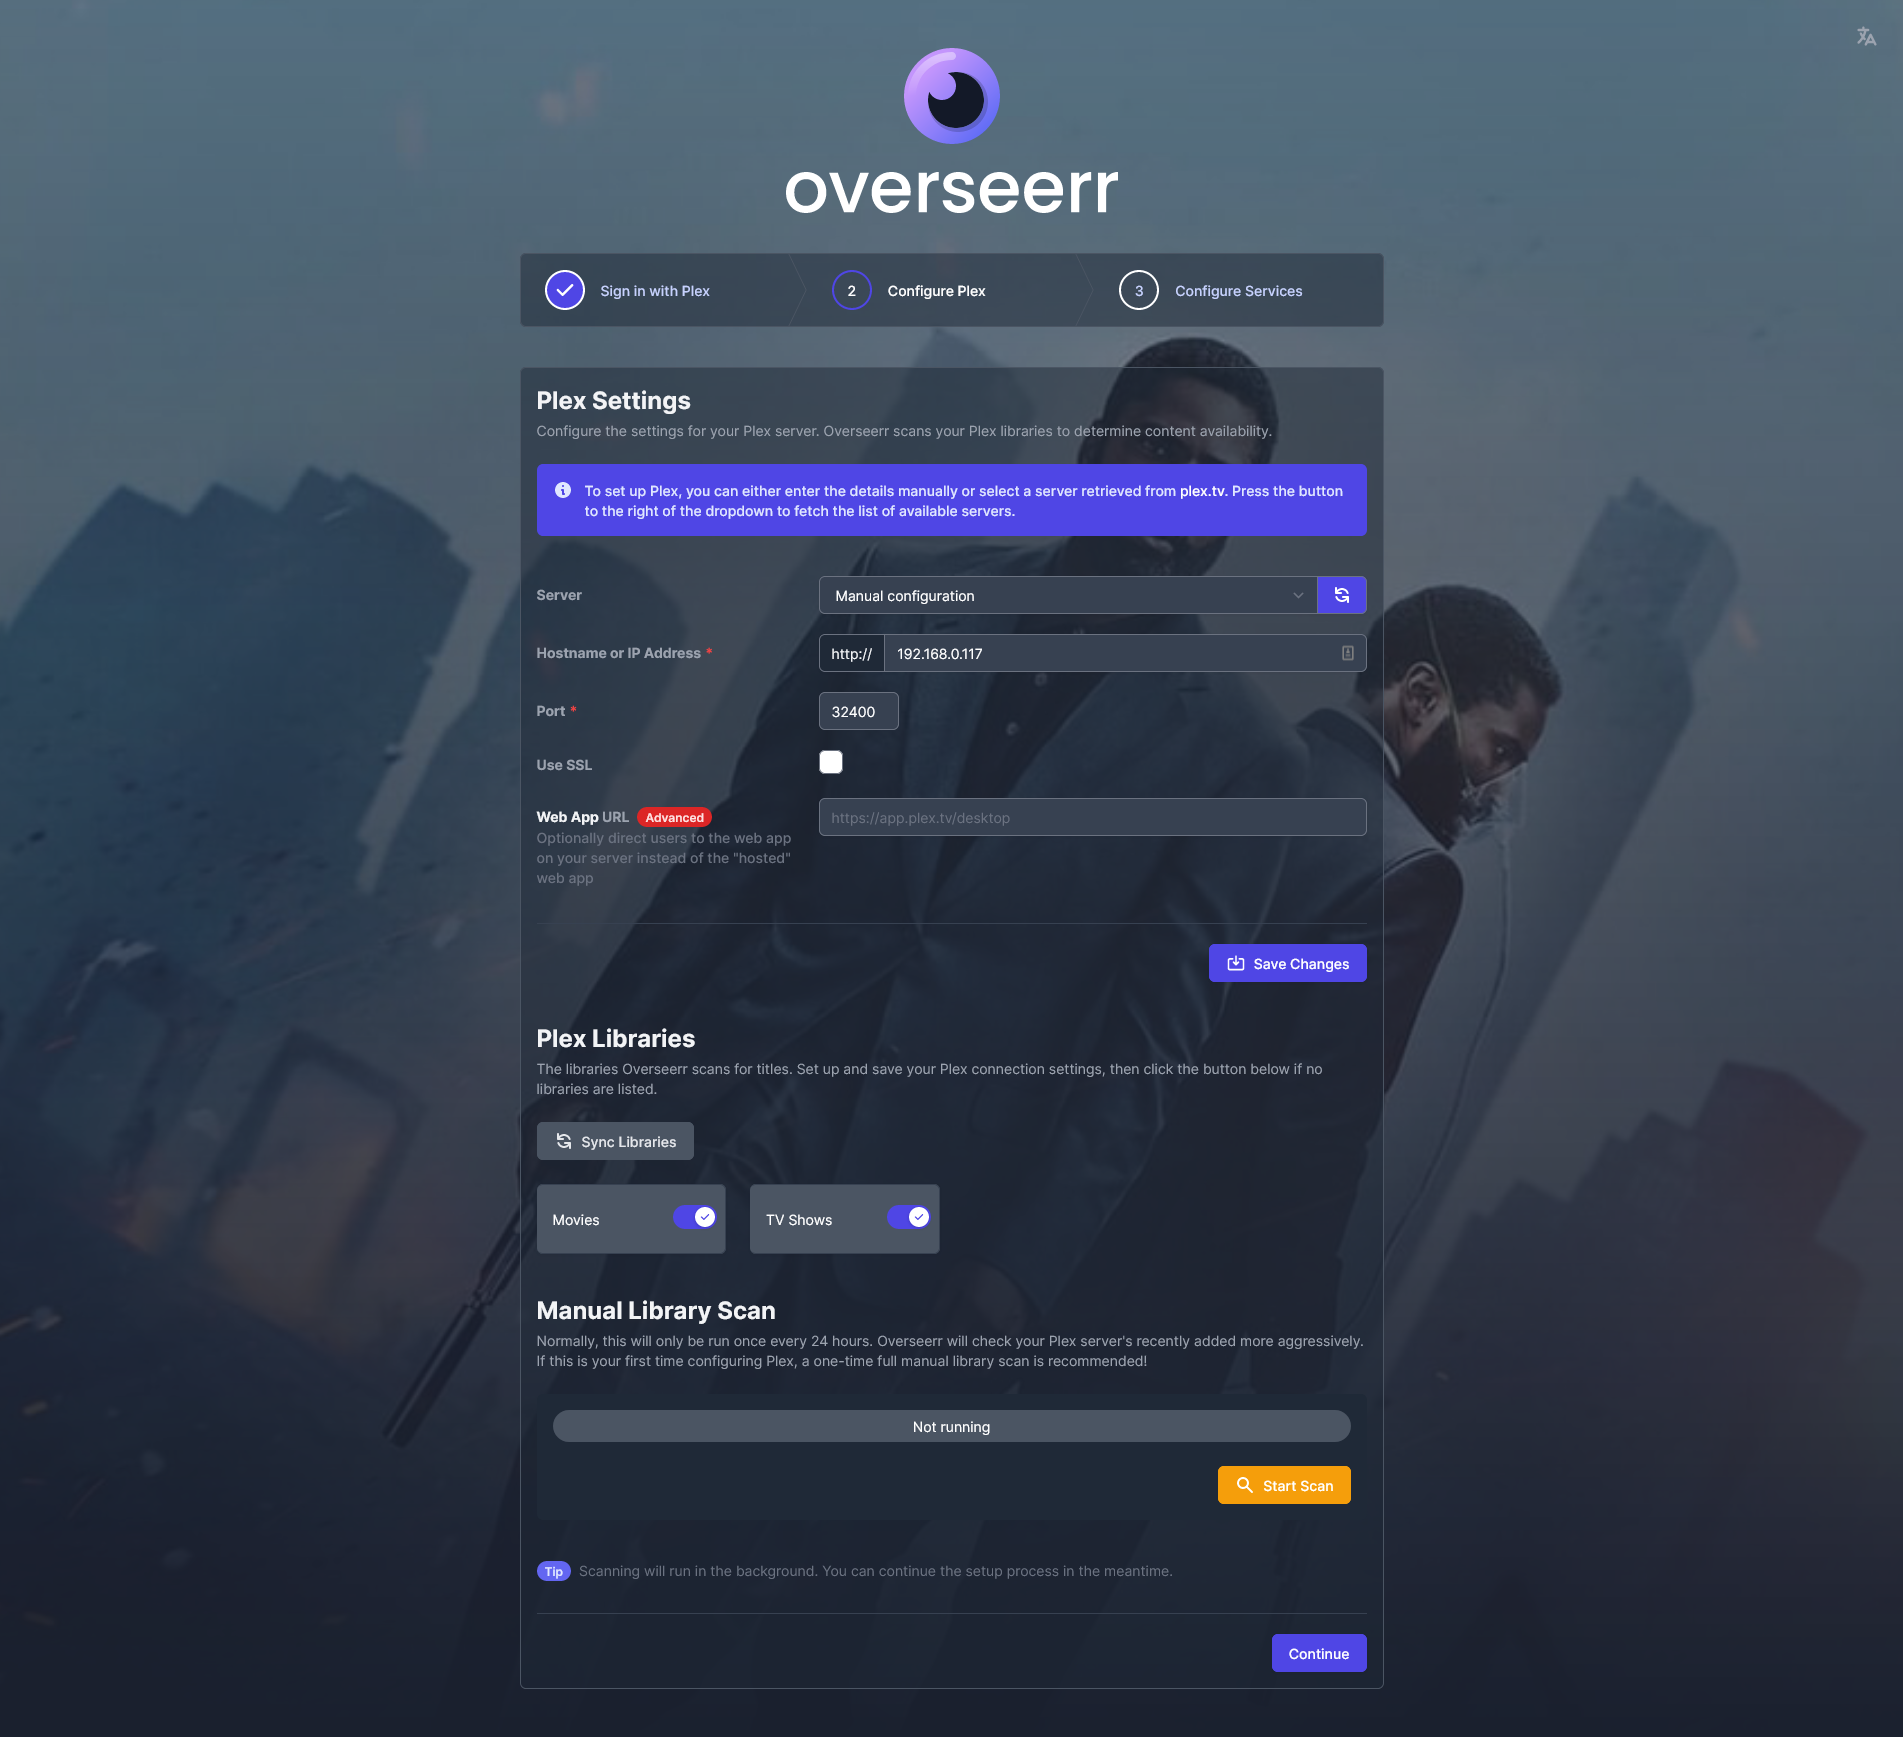 overseerr
Sign in with Plex
2
Configure Plex
3
Configure Services
Plex Settings
Configure the settings for your Plex server. Overseerr scans your Plex libraries to determine content availability.
To set up Plex, you can either enter the details manually or select a server retrieved from plex.tv. Press the button
to the right of the dropdown to fetch the list of available servers.
Server
Manual configuration
Hostname or IP Address *
http://
192.168.0.117
Port *
32400
Use SSL
Web App URL Advanced
https://app.plex.tv/desktop
Optionally direct users to the web app
on your server instead of the "hosted"
web app
Save Changes
Plex Libraries
The libraries Overseerr scans for titles. Set up and save your Plex connection settings, then click the button below if no
libraries are listed.
Sync Libraries
Movies
TV Shows
Manual Library Scan
Normally, this will only be run once every 24 hours. Overseerr will check your Plex server's recently added more aggressively.
If this is your first time configuring Plex, a one-time full manual library scan is recommended!
Not running
Start Scan
Tip Scanning will run in the background. You can continue the setup process in the meantime.
Continue